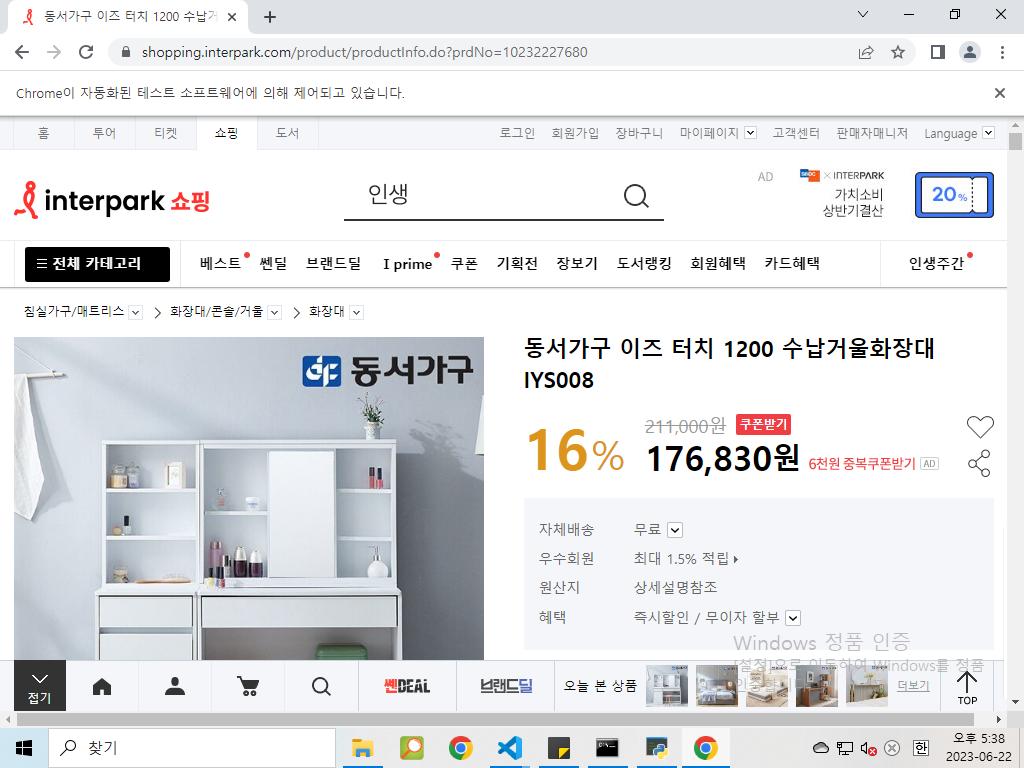 동서가구 이즈 터치 1200 수납거
shopping.interpark.com/product/productInfo.do?prdNo=10232227680
Chrome이 자동화된 테스트 소프트웨어에 의해 제어되고 있습니다.
홈 투어 티켓 쇼핑 도서 로그인 회원가입 장바구니 마이페이지 고객센터 판매자매니저 Language
interpark 쇼핑 인생 AD × INTERPARK
가치소비
상반기결산
20%
전체 카테고리 베스트 쎈딜 브랜드딜 I prime 쿠폰 기획전 장보기 도서랭킹 회원혜택 카드혜택 인생주간
침실가구/매트리스 화장대/콘솔/거울 화장대
동서가구
동서가구 이즈 터치 1200 수납거울화장대
IYS008
16% 211,000원 쿠폰받기
176,830원 6천원 중복쿠폰받기 AD
자체배송 무료
우수회원 최대 1.5% 적립
원산지 상세설명참조
혜택 즉시할인 / 무이자 할부
Windows 정품 인증
[설정]으로 이동하여 Windows를 정품
접기 쎈DEAL 브랜드딜 오늘 본 상품 더보기 TOP
찾기
한
오후 5:38
2023-06-22